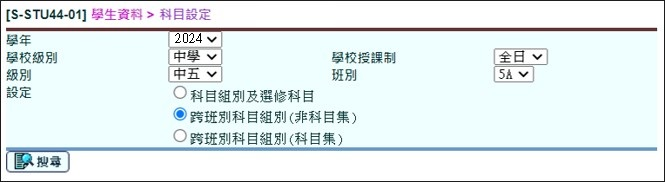 [S-STU44-01] 學生資料 > 科目設定
學年 2024
學校級別 中學 學校授課制 全日
級別 中五 班別 5A
設定 科目組別及選修科目
跨班別科目組別(非科目集)
跨班別科目組別(科目集)
搜尋